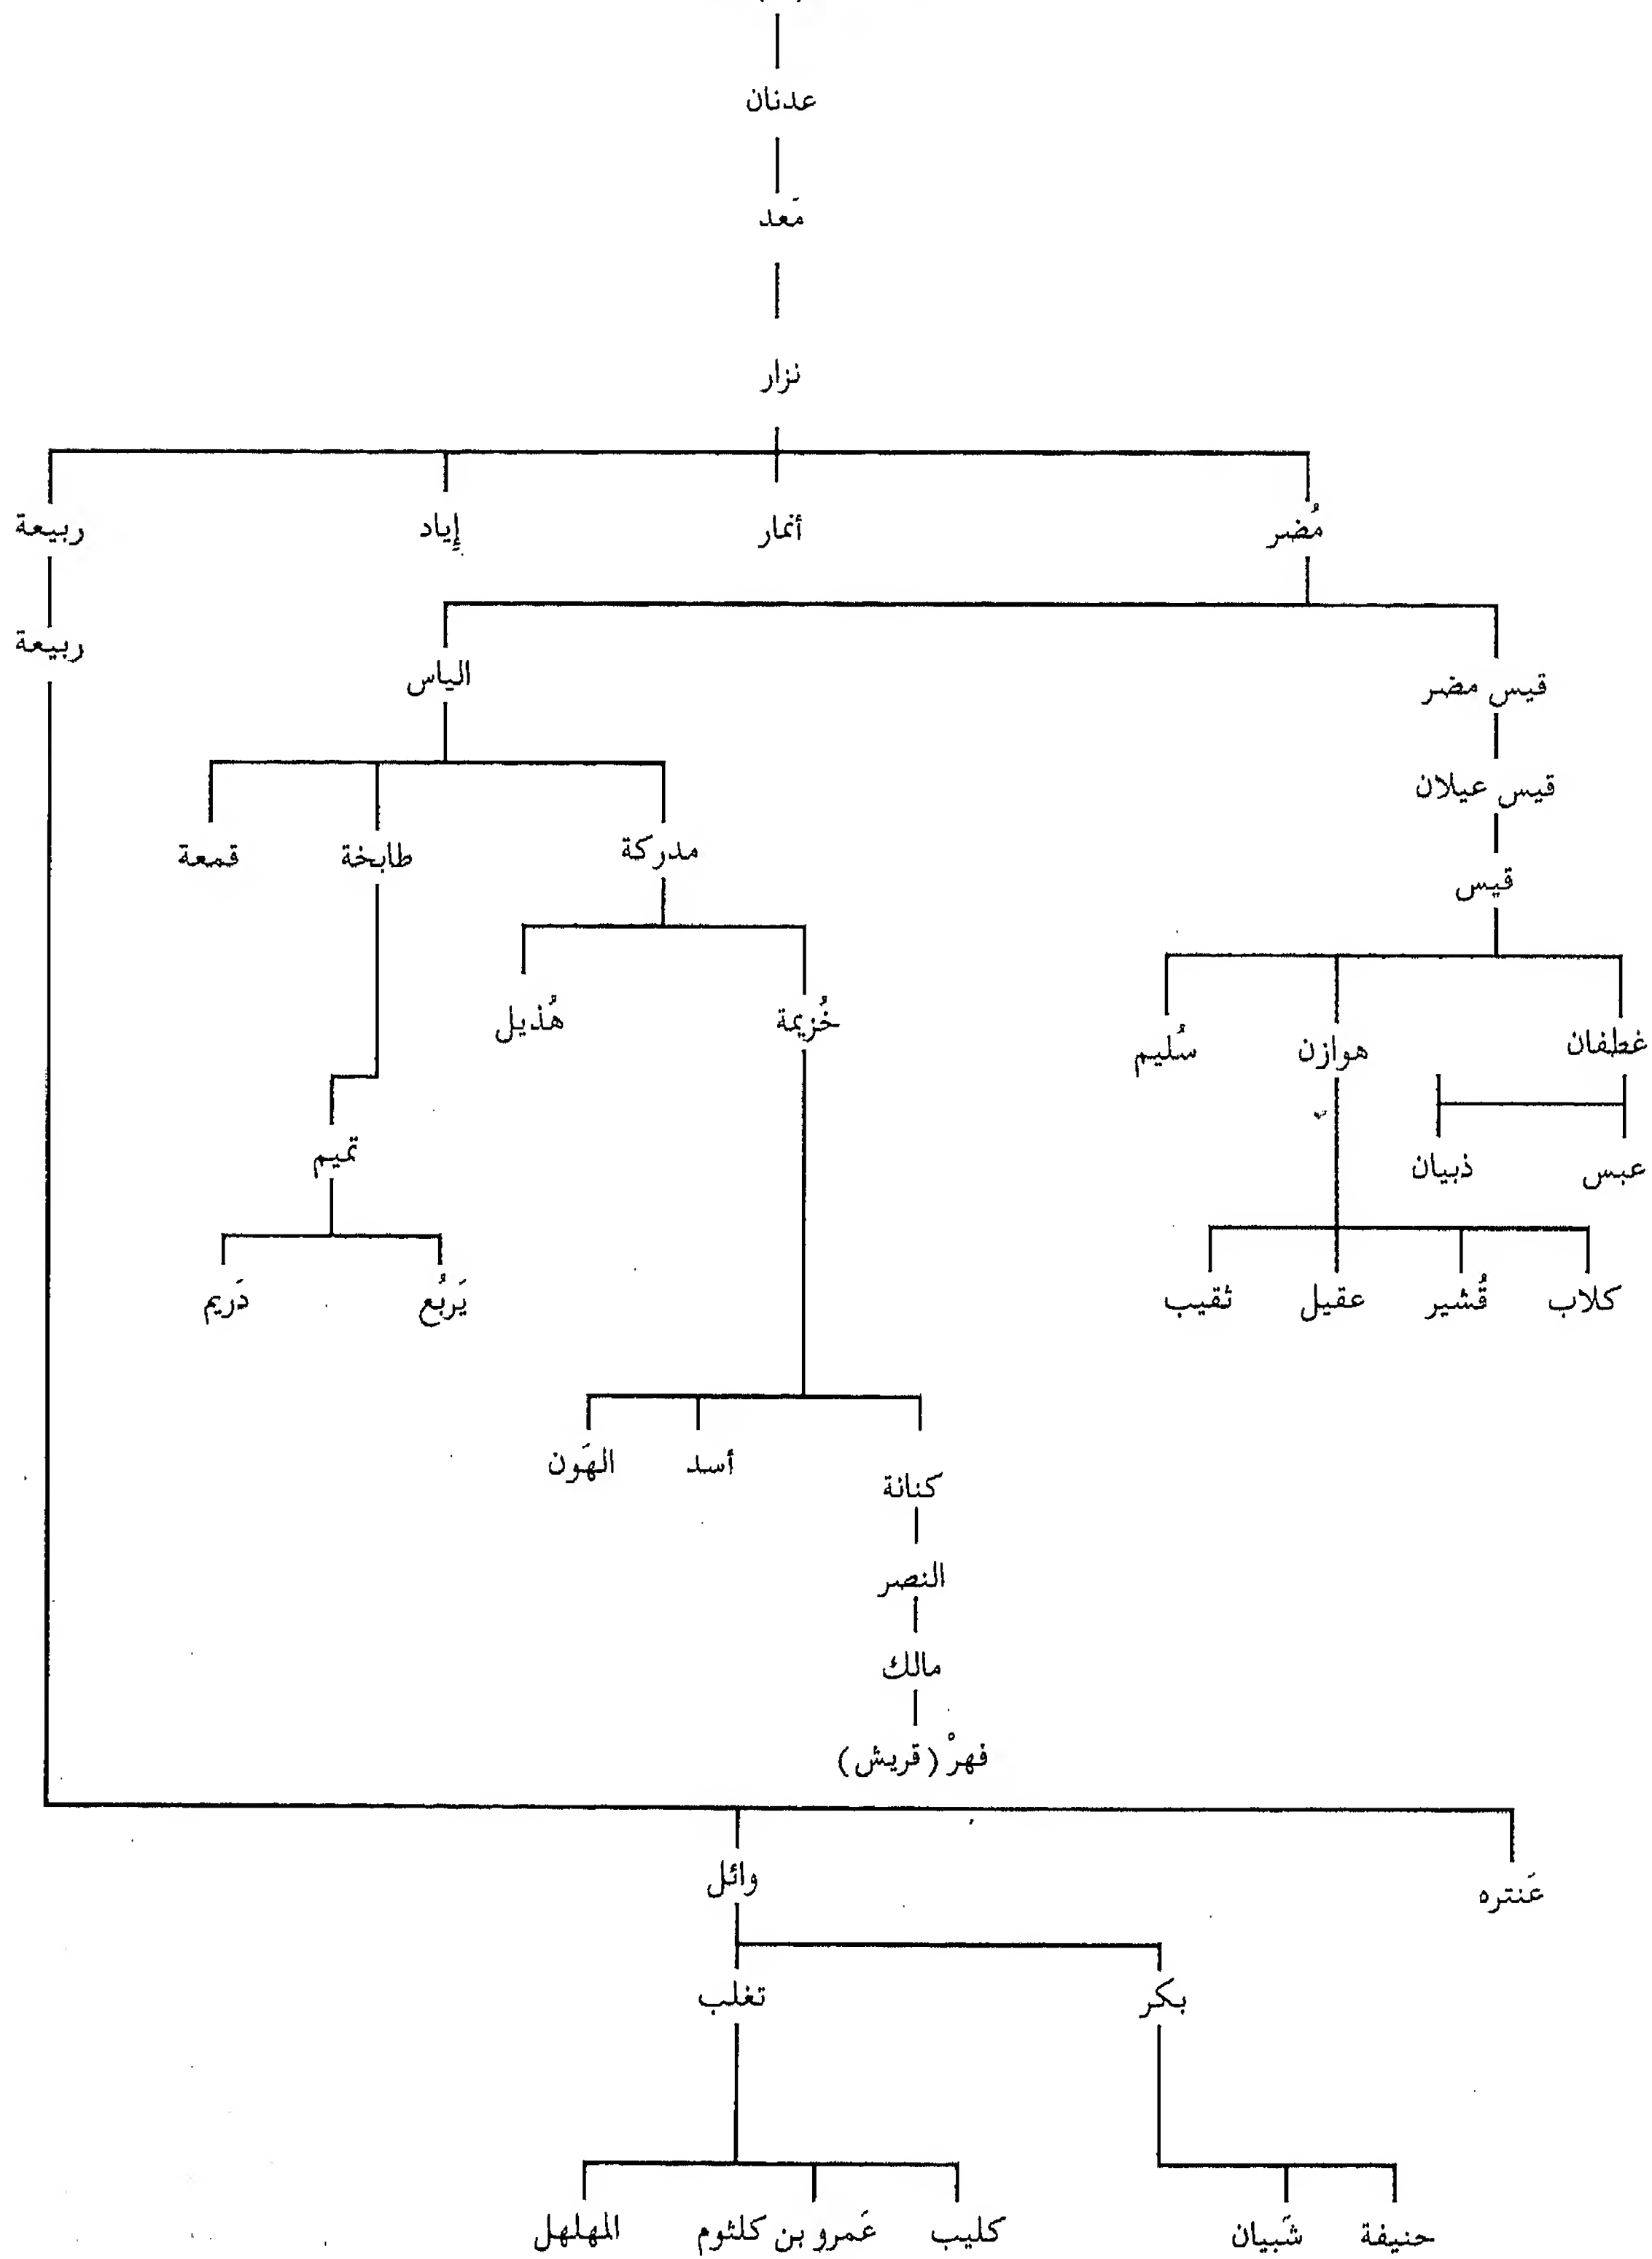 عدنان
مَعد
نزار
مُضر
أنمار
إياد
ربيعة
ربيعة
الياس
قيس مضر
قيس عيلان
قيس
مدركة
طابخة
قمعة
خُزيمة
هُذيل
غطفان
هوازن
سُليم
عبس
ذبيان
تميم
يَربُع
دَريم
كلاب
قُشير
عقيل
ثقيب
كنانة
أسد
الهَون
النصر
مالك
فهرْ (قريش)
عَنتره
وائل
بكر
تغلب
حنيفة
شَبيان
كليب
عَمرو بن كلثوم
المهلهل